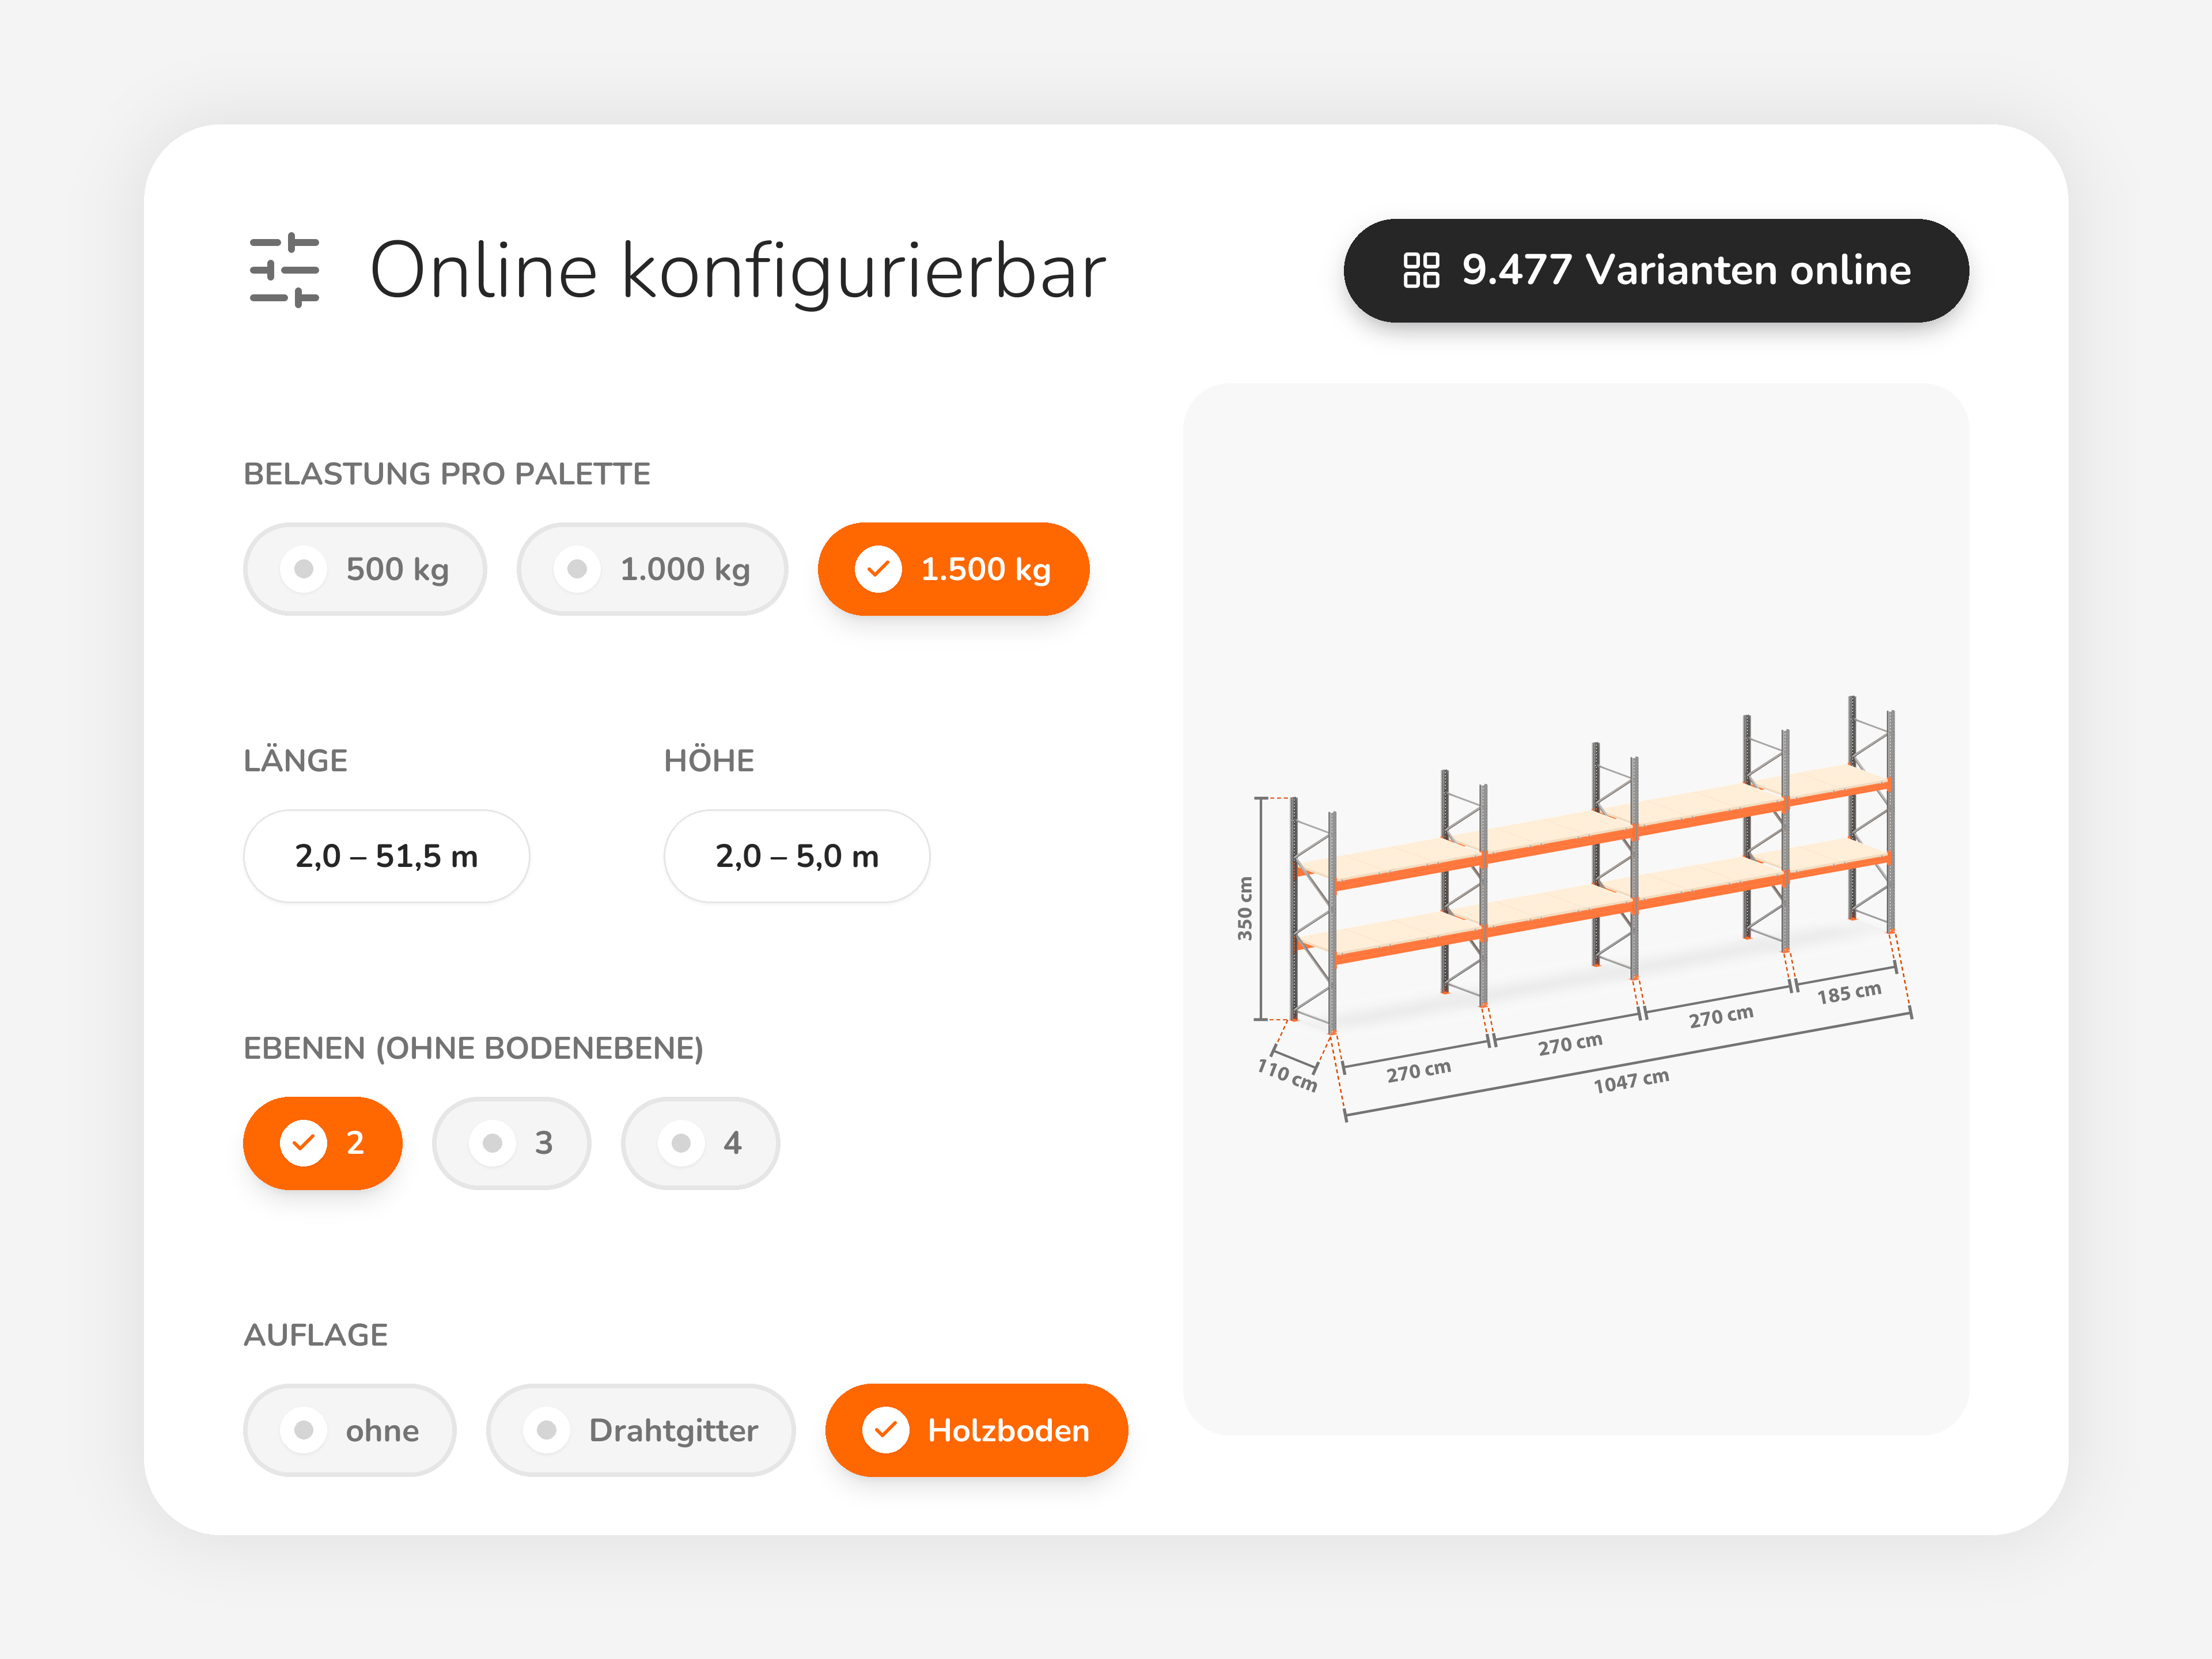 Online konfigurierbar
9.477 Varianten online
BELASTUNG PRO PALETTE
500 kg
1.000 kg
1.500 kg
LÄNGE
HÖHE
2,0 – 51,5 m
2,0 – 5,0 m
EBENEN (OHNE BODENEBENE)
2
3
4
AUFLAGE
ohne
Drahtgitter
Holzboden
350 cm
110 cm
270 cm
270 cm
270 cm
185 cm
1047 cm